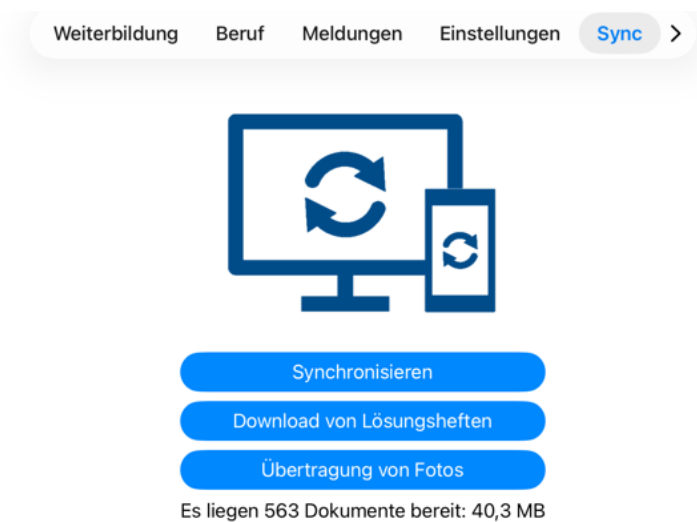 Weiterbildung Beruf Meldungen Einstellungen Sync >
Synchronisieren
Download von Lösungsheften
Übertragung von Fotos
Es liegen 563 Dokumente bereit: 40,3 MB